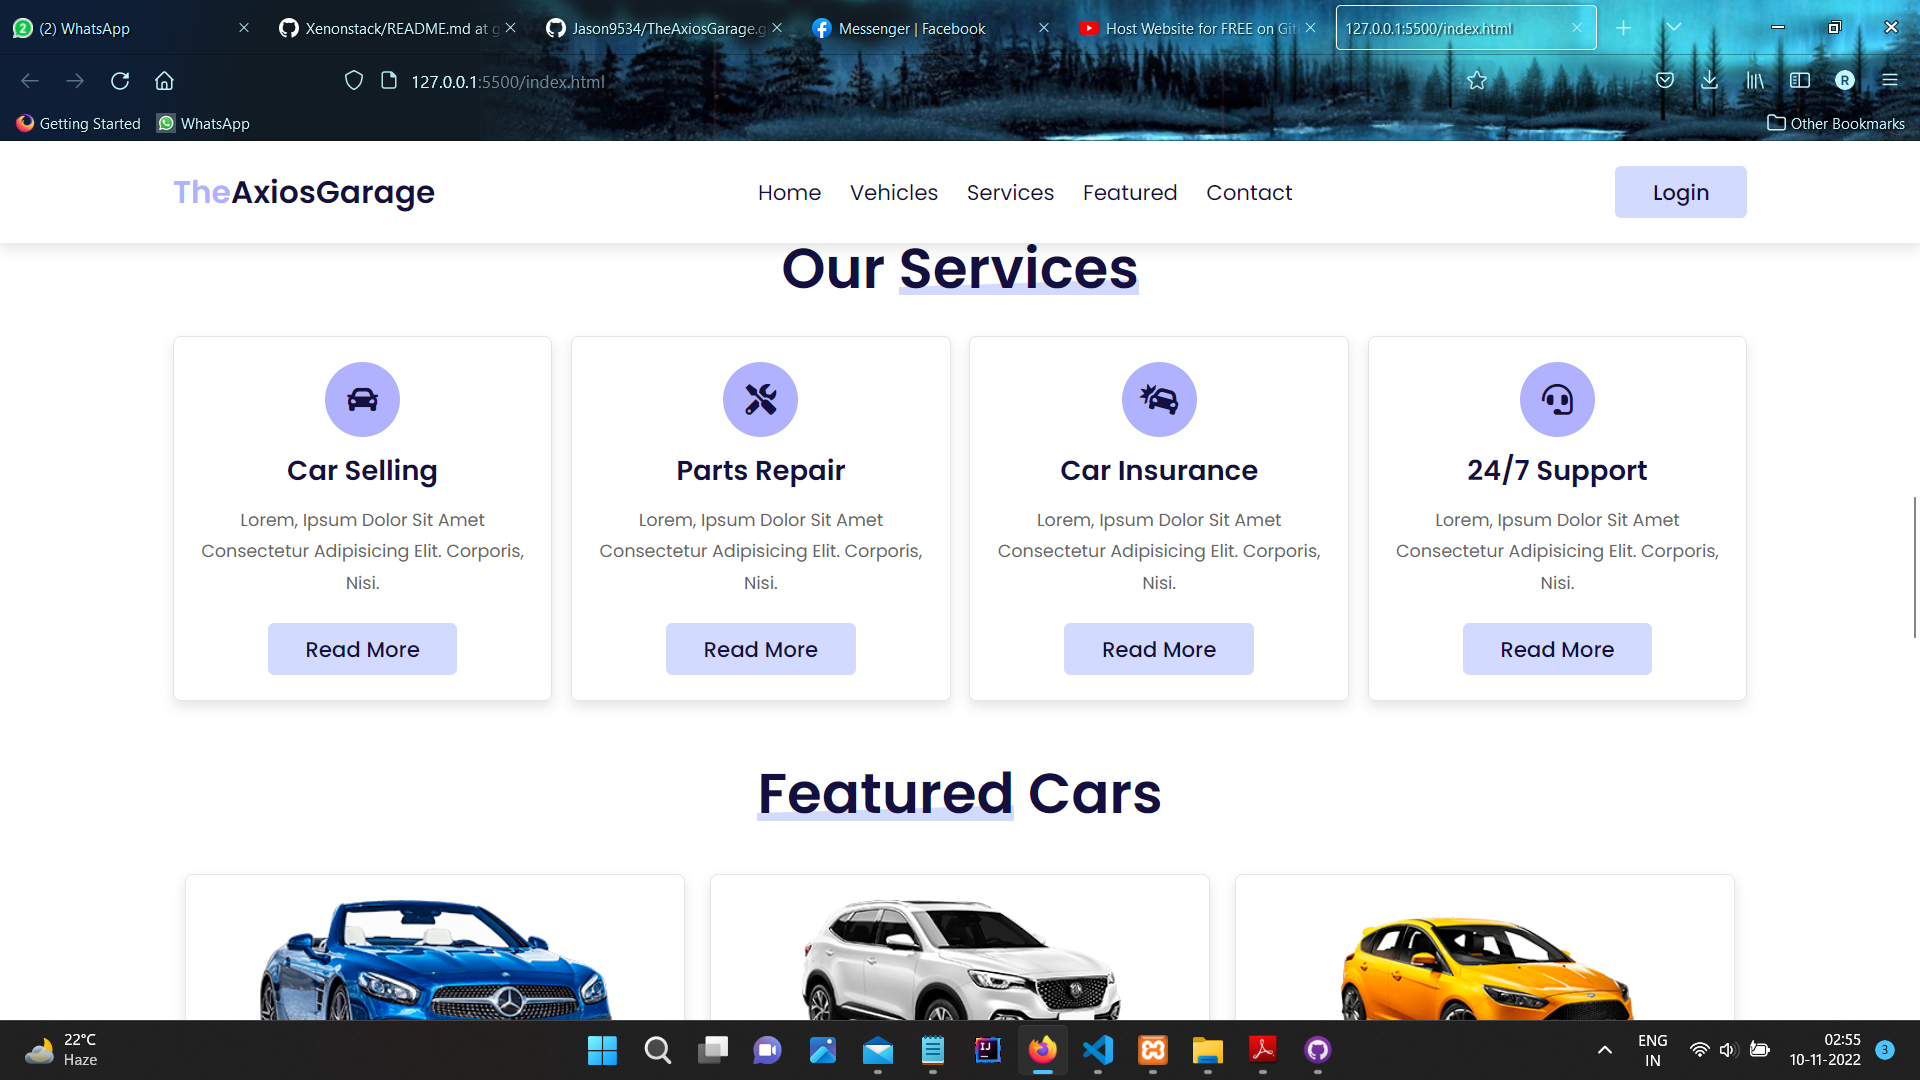 (2) WhatsApp
Xenonstack/README.md at g
Jason9534/TheAxiosGarage.g
Messenger | Facebook
Host Website for FREE on Git
127.0.0.1:5500/index.html
127.0.0.1:5500/index.html
R
Getting Started
WhatsApp
Other Bookmarks
TheAxiosGarage
Home
Vehicles
Services
Featured
Contact
Login
Our Services
Car Selling
Lorem, Ipsum Dolor Sit Amet
Consectetur Adipisicing Elit. Corporis,
Nisi.
Read More
Parts Repair
Lorem, Ipsum Dolor Sit Amet
Consectetur Adipisicing Elit. Corporis,
Nisi.
Read More
Car Insurance
Lorem, Ipsum Dolor Sit Amet
Consectetur Adipisicing Elit. Corporis,
Nisi.
Read More
24/7 Support
Lorem, Ipsum Dolor Sit Amet
Consectetur Adipisicing Elit. Corporis,
Nisi.
Read More
Featured Cars
22°C
Haze
IJ
ENG
IN
02:55
10-11-2022
3